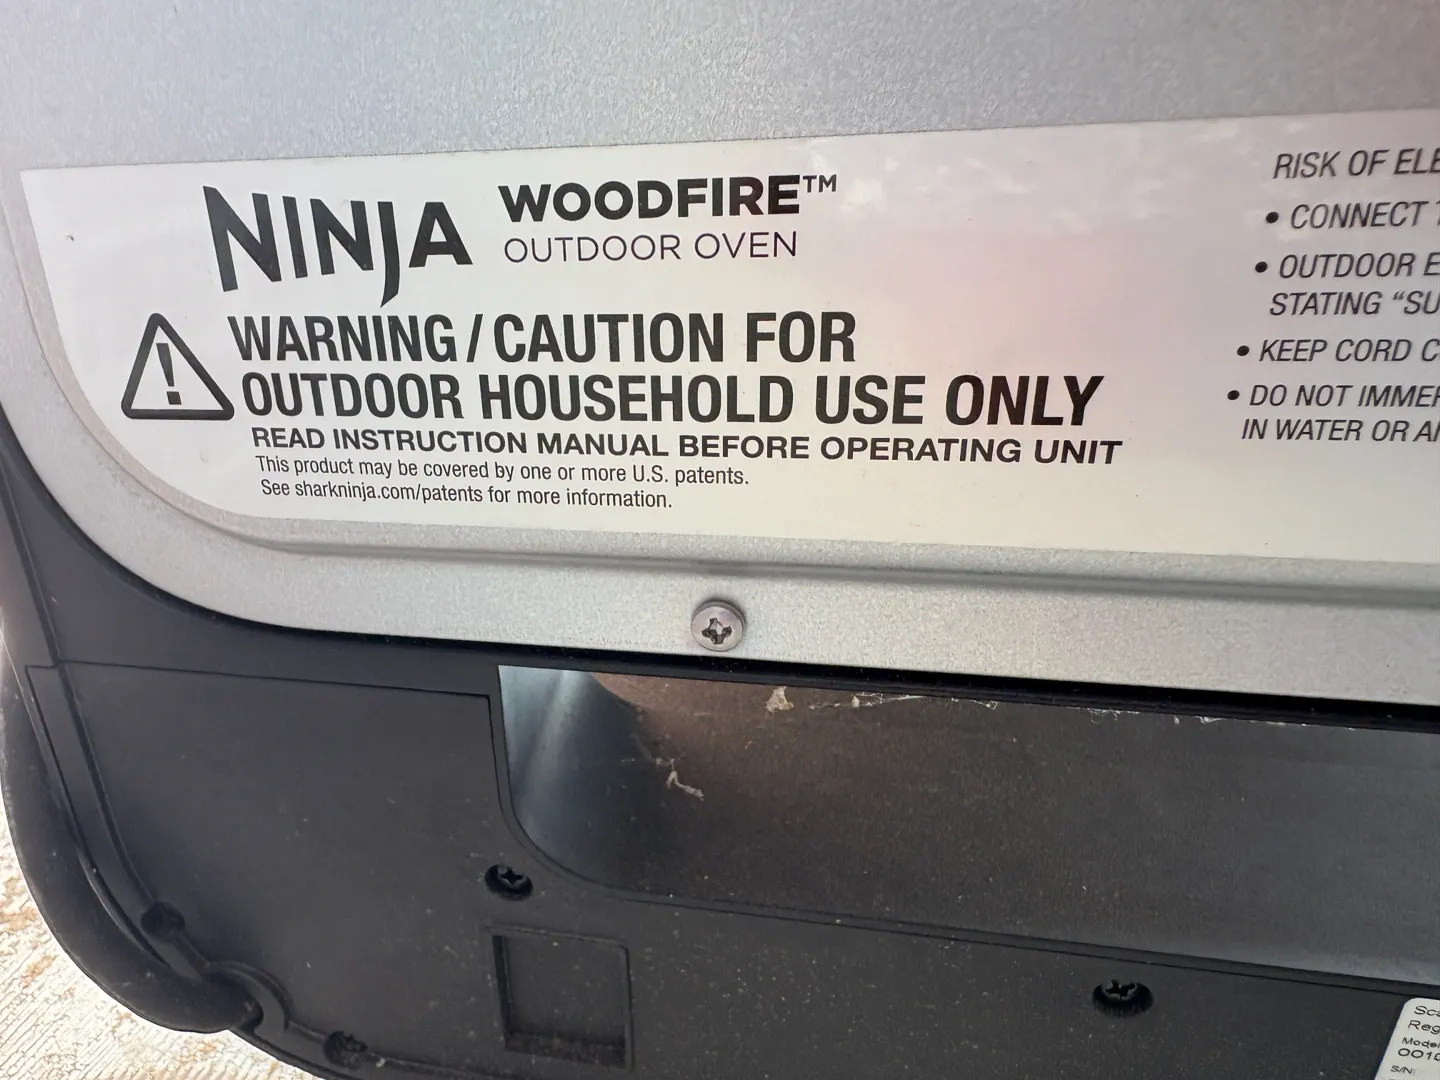 NINJA WOODFIRE™
OUTDOOR OVEN
WARNING / CAUTION FOR
OUTDOOR HOUSEHOLD USE ONLY
READ INSTRUCTION MANUAL BEFORE OPERATING UNIT
This product may be covered by one or more U.S. patents.
See sharkninja.com/patents for more information.
RISK OF
• CONNECT
• OUTDOOR
STATING
• KEEP CORD
• DO NOT
IN WATER OR
S/N: